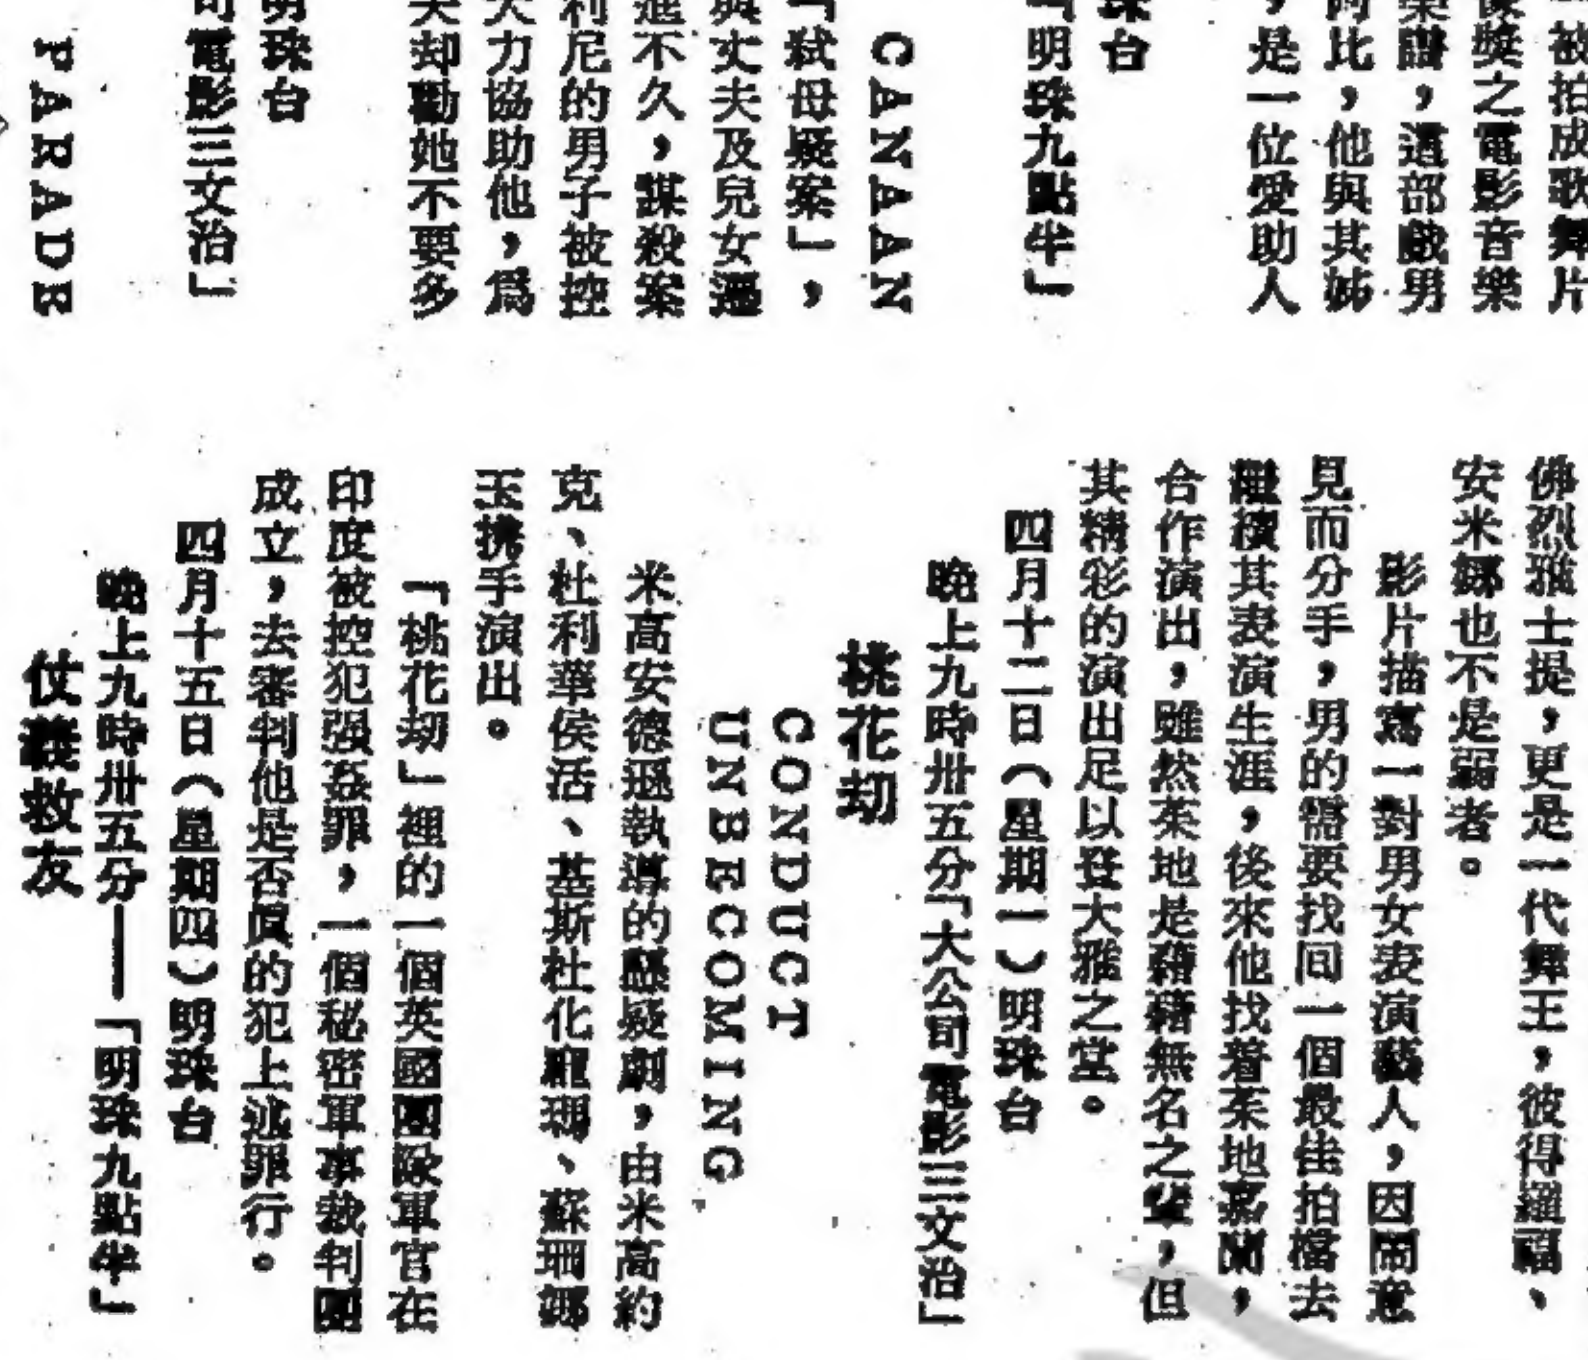 被拍成歌舞片
獎之電影音樂
譜，這部戲男
阿比，他與其姊
，是一位愛助人
珠台
「明珠九點半」
CANAAN
「弒母疑案」，
與丈夫及兒女遷
進不久，謀殺案
利尼的男子被控
大力協助他，爲
夫却勸她不要多
明珠台
司電影三文治」
PARADE
佛烈雅士提，更是一代舞王，彼得羅福、
安米娜也不是弱者。
影片描寫一對男女表演藝人，因鬧意
見而分手，男的需要找回一個最佳拍檔去
繼續其表演生涯，後來他找着茱地嘉蘭，
合作演出，雖然茱地是藉藉無名之輩，但
其精彩的演出足以登大雅之堂。
四月十二日（星期一）明珠台
晚上九時卅五分「大公司電影三文治」
桃花劫
CONDUCT
UNBECOMING
米高安德遜執導的懸疑劇，由米高約
克、杜利華侯活、基斯杜化龐瑪、蘇珊娜
玉携手演出。
「桃花劫」裡的一個英國團隊軍官在
印度被控犯强姦罪，一個秘密軍事裁判團
成立，去審判他是否眞的犯上述罪行。
四月十五日（星期四）明珠台
晚上九時卅五分——「明珠九點半」
仗義救友